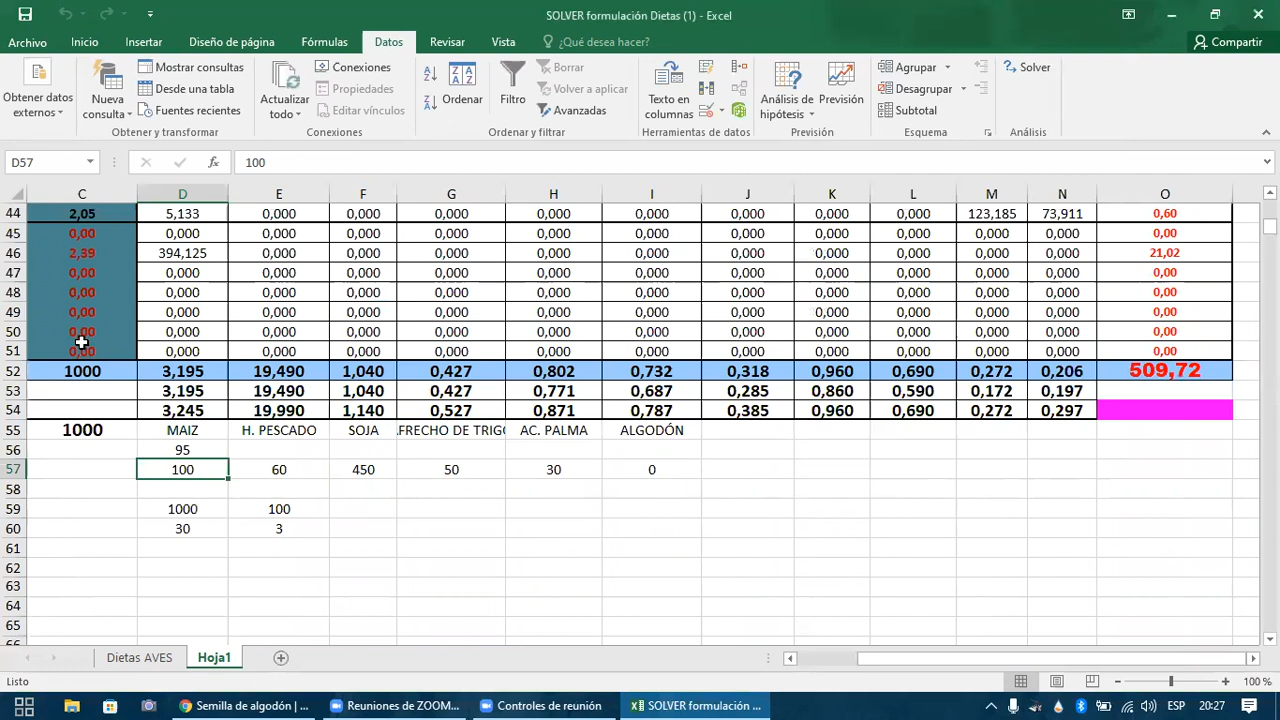 SOLVER formulación Dietas (1) - Excel
Archivo Inicio Insertar Diseño de página Fórmulas Datos Revisar Vista ¿Qué desea hacer? Compartir
Obtener datos externos
Nueva consulta
Mostrar consultas
Desde una tabla
Fuentes recientes
Obtener y transformar
Actualizar todo
Conexiones
Propiedades
Editar vínculos
Conexiones
Ordenar
Filtro
Borrar
Volver a aplicar
Avanzadas
Ordenar y filtrar
Texto en columnas
Herramientas de datos
Análisis de hipótesis
Previsión
Previsión
Agrupar
Desagrupar
Subtotal
Esquema
Solver
Análisis
D57 fx 100
C D E F G H I J K L M N O
44 2,05 5,133 0,000 0,000 0,000 0,000 0,000 0,000 0,000 0,000 123,185 73,911 0,60
45 0,00 0,000 0,000 0,000 0,000 0,000 0,000 0,000 0,000 0,000 0,000 0,000 0,00
46 2,39 394,125 0,000 0,000 0,000 0,000 0,000 0,000 0,000 0,000 0,000 0,000 21,02
47 0,00 0,000 0,000 0,000 0,000 0,000 0,000 0,000 0,000 0,000 0,000 0,000 0,00
48 0,00 0,000 0,000 0,000 0,000 0,000 0,000 0,000 0,000 0,000 0,000 0,000 0,00
49 0,00 0,000 0,000 0,000 0,000 0,000 0,000 0,000 0,000 0,000 0,000 0,000 0,00
50 0,00 0,000 0,000 0,000 0,000 0,000 0,000 0,000 0,000 0,000 0,000 0,000 0,00
51 0,00 0,000 0,000 0,000 0,000 0,000 0,000 0,000 0,000 0,000 0,000 0,000 0,00
52 1000 3,195 19,490 1,040 0,427 0,802 0,732 0,318 0,960 0,690 0,272 0,206 509,72
53 3,195 19,490 1,040 0,427 0,771 0,687 0,285 0,860 0,590 0,172 0,197
54 3,245 19,990 1,140 0,527 0,871 0,787 0,385 0,960 0,690 0,272 0,297
55 1000 MAIZ H. PESCADO SOJA AFRECHO DE TRIGO AC. PALMA ALGODÓN
56 95
57 100 60 450 50 30 0
58
59 1000 100
60 30 3
61
62
63
64
65
66
Dietas AVES Hoja1
Listo 100 %
Semilla de algodón | ... Reuniones de ZOOM... Controles de reunión SOLVER formulación ... ESP 20:27